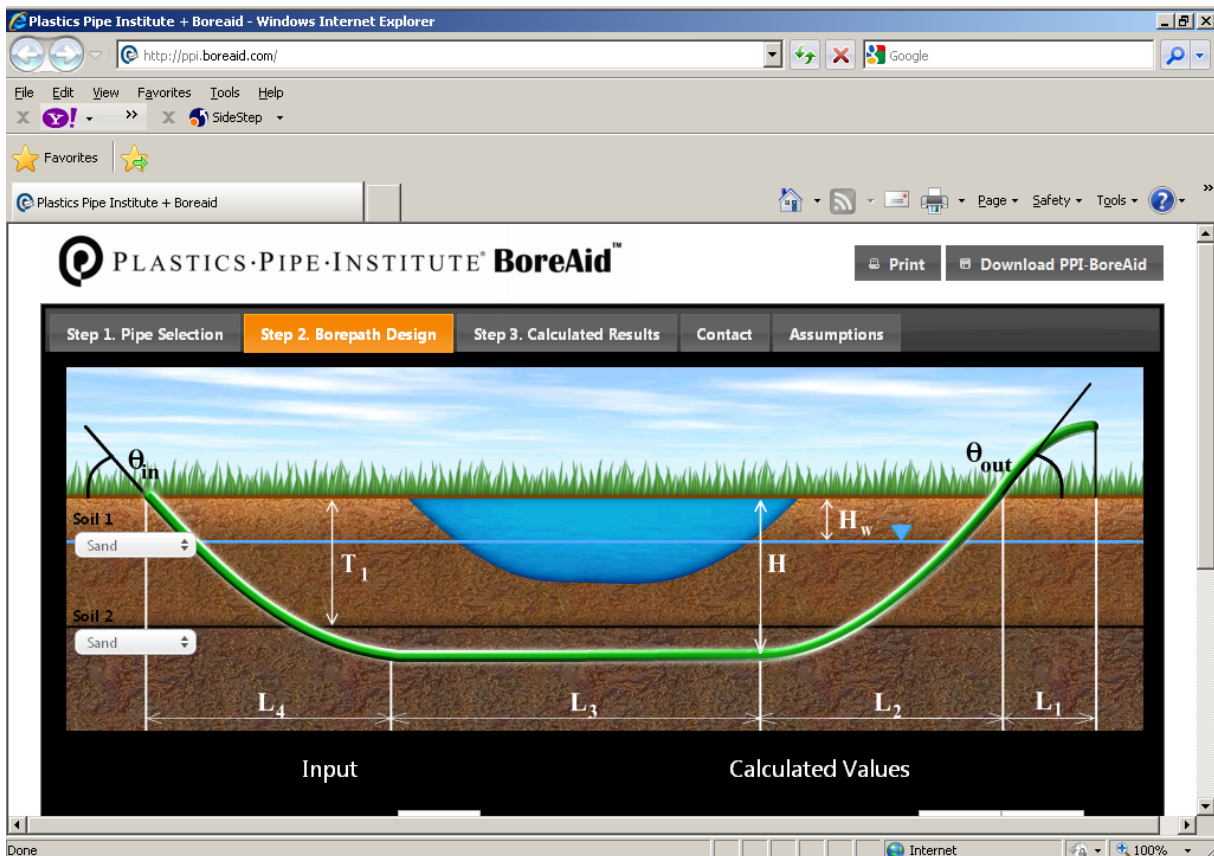 Plastics Pipe Institute + Boreaid - Windows Internet Explorer
http://ppi.boreaid.com/
Google
File Edit View Favorites Tools Help
X Y! » X SideStep
Favorites
Plastics Pipe Institute + Boreaid
Page Safety Tools ? »
PLASTICS·PIPE·INSTITUTE® BoreAid™
Print Download PPI-BoreAid
Step 1. Pipe Selection Step 2. Borepath Design Step 3. Calculated Results Contact Assumptions
θin
θout
Soil 1
Sand
Hw
T1
H
Soil 2
Sand
L4 L3 L2 L1
Input Calculated Values
Done Internet 100%